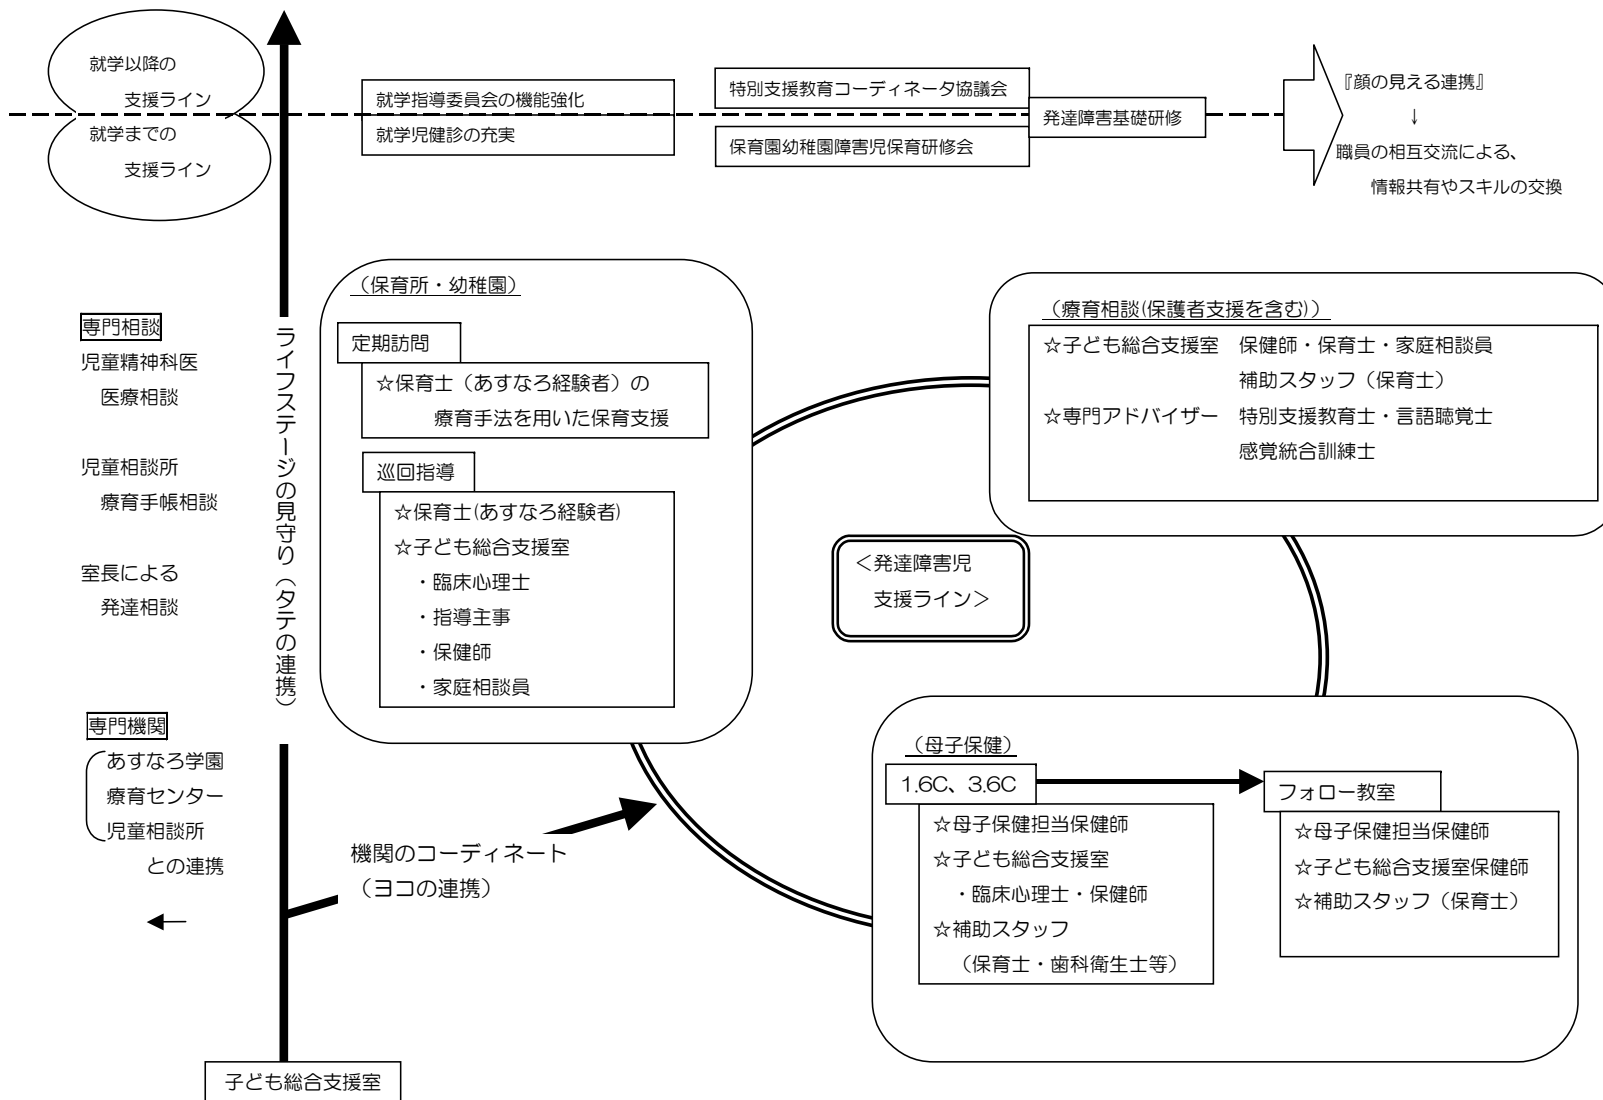 就学以降の
支援ライン
就学までの
支援ライン
就学指導委員会の機能強化
就学児健診の充実
特別支援教育コーディネータ協議会
保育園幼稚園障害児保育研修会
発達障害基礎研修
『顔の見える連携』
↓
職員の相互交流による、
情報共有やスキルの交換
専門相談
児童精神科医
医療相談
児童相談所
療育手帳相談
室長による
発達相談
専門機関
あすなろ学園
療育センター
児童相談所
との連携
ライフステージの見守り（タテの連携）
（保育所・幼稚園）
定期訪問
☆保育士（あすなろ経験者）の
療育手法を用いた保育支援
巡回指導
☆保育士(あすなろ経験者)
☆子ども総合支援室
・臨床心理士
・指導主事
・保健師
・家庭相談員
（療育相談(保護者支援を含む)）
☆子ども総合支援室　保健師・保育士・家庭相談員
補助スタッフ（保育士）
☆専門アドバイザー　特別支援教育士・言語聴覚士
感覚統合訓練士
＜発達障害児
支援ライン＞
機関のコーディネート
（ヨコの連携）
（母子保健）
1.6C、3.6C
☆母子保健担当保健師
☆子ども総合支援室
・臨床心理士・保健師
☆補助スタッフ
（保育士・歯科衛生士等）
フォロー教室
☆母子保健担当保健師
☆子ども総合支援室保健師
☆補助スタッフ（保育士）
子ども総合支援室